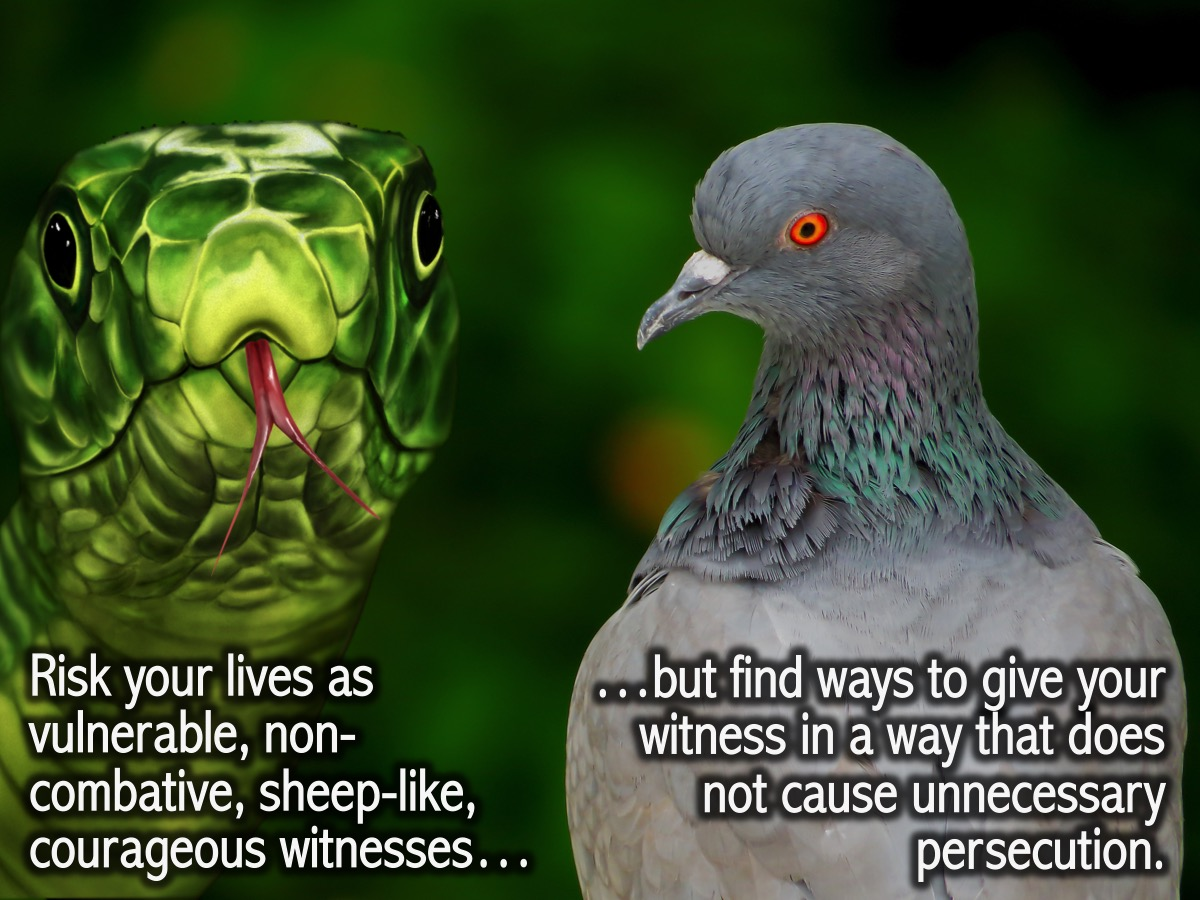 Risk your lives as
vulnerable, non-
combative, sheep-like,
courageous witnesses…
…but find ways to give your
witness in a way that does
not cause unnecessary
persecution.